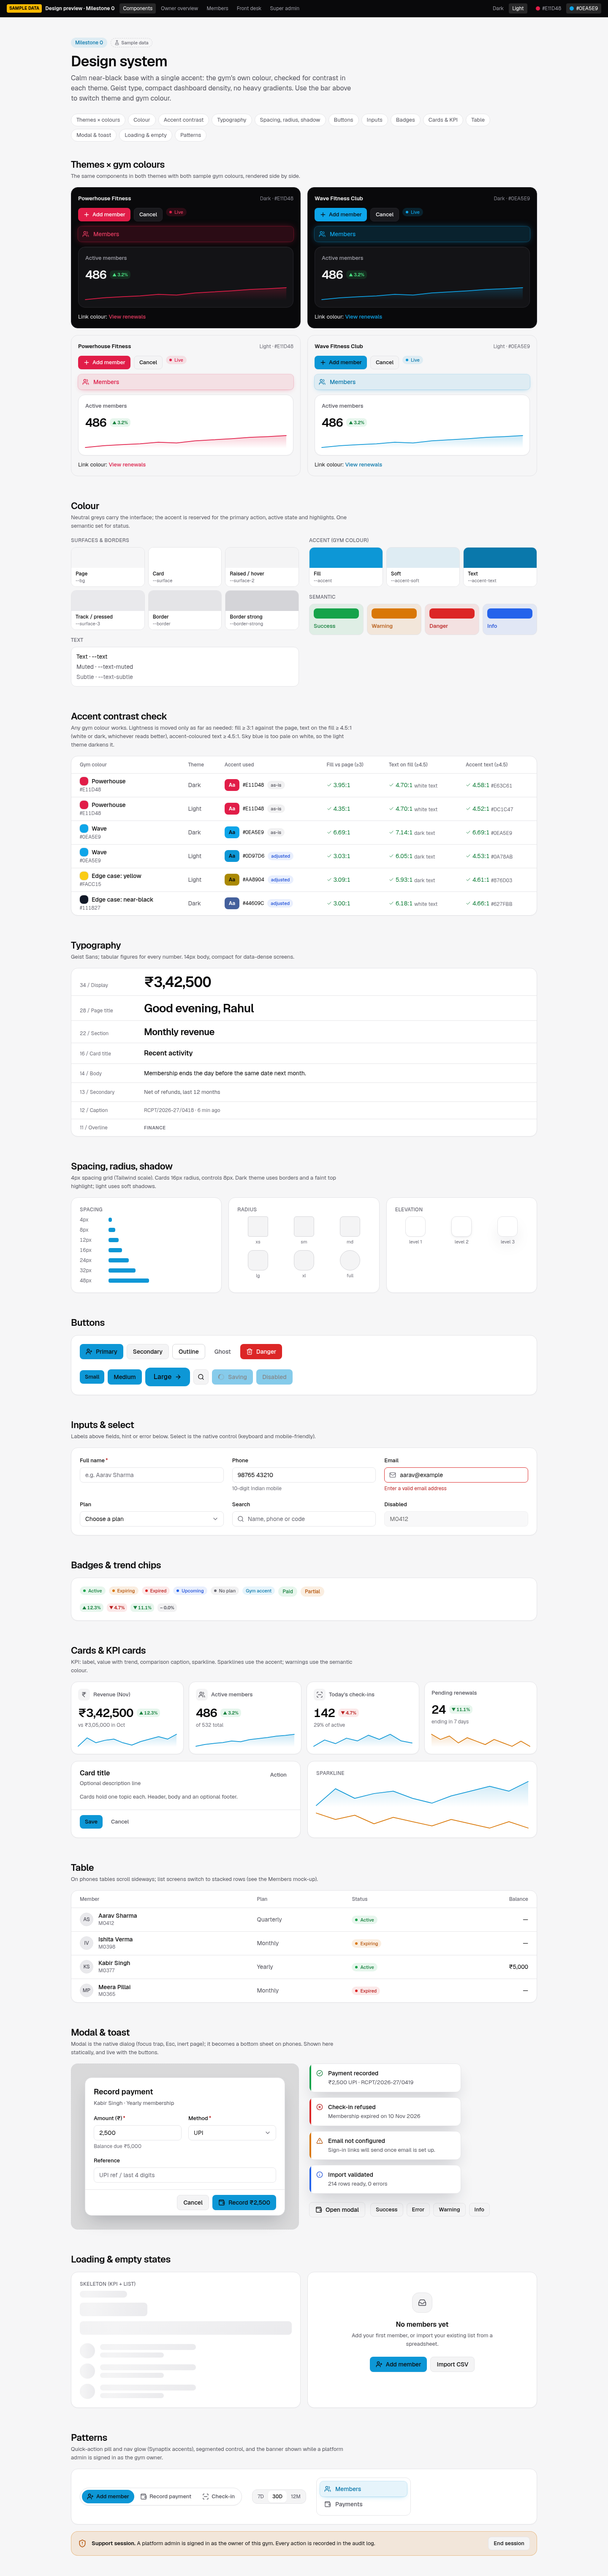 SAMPLE DATA Design preview · Milestone 0 Components Owner overview Members Front desk Super admin Dark Light #E11D48 #0EA5E9
Milestone 0 Sample data
Design system
Calm near-black base with a single accent: the gym's own colour, checked for contrast in
each theme. Geist type, compact dashboard density, no heavy gradients. Use the bar above
to switch theme and gym colour.
Themes × colours Colour Accent contrast Typography Spacing, radius, shadow Buttons Inputs Badges Cards & KPI Table
Modal & toast Loading & empty Patterns
Themes × gym colours
The same components in both themes with both sample gym colours, rendered side by side.
Powerhouse Fitness Dark · #E11D48
Add member Cancel Live
Members
Active members
486 ▲ 3.2%
Link colour: View renewals
Wave Fitness Club Dark · #0EA5E9
Add member Cancel Live
Members
Active members
486 ▲ 3.2%
Link colour: View renewals
Powerhouse Fitness Light · #E11D48
Add member Cancel Live
Members
Active members
486 ▲ 3.2%
Link colour: View renewals
Wave Fitness Club Light · #0EA5E9
Add member Cancel Live
Members
Active members
486 ▲ 3.2%
Link colour: View renewals
Colour
Neutral greys carry the interface; the accent is reserved for the primary action, active state and highlights. One
semantic set for status.
SURFACES & BORDERS
Page
--bg
Card
--surface
Raised / hover
--surface-2
Track / pressed
--surface-3
Border
--border
Border strong
--border-strong
TEXT
Text · --text
Muted · --text-muted
Subtle · --text-subtle
ACCENT (GYM COLOUR)
Fill
--accent
Soft
--accent-soft
Text
--accent-text
SEMANTIC
Success Warning Danger Info
Accent contrast check
Any gym colour works. Lightness is moved only as far as needed: fill ≥ 3:1 against the page, text on the fill ≥ 4.5:1
(white or dark, whichever reads better), accent-coloured text ≥ 4.5:1. Sky blue is too pale on white, so the light
theme darkens it.
Gym colour Theme Accent used Fill vs page (≥3) Text on fill (≥4.5) Accent text (≥4.5)
Powerhouse
#E11D48 Dark Aa #E11D48 as-is ✓ 3.95:1 ✓ 4.70:1 white text ✓ 4.58:1
Powerhouse
#E11D48 Light Aa #E11D48 as-is ✓ 4.35:1 ✓ 4.70:1 white text ✓ 4.52:1
Wave
#0EA5E9 Dark Aa #0EA5E9 as-is ✓ 6.69:1 ✓ 7.14:1 dark text ✓ 6.69:1 #0EA5E9
Wave
#0EA5E9 Light Aa #0D97D6 adjusted ✓ 3.03:1 ✓ 6.05:1 dark text ✓ 4.53:1
Edge case: yellow
#FACC15 Light Aa adjusted ✓ 3.09:1 ✓ 5.93:1 dark text ✓ 4.61:1
Edge case: near-black
#111827 Dark Aa adjusted ✓ 3.00:1 ✓ 6.18:1 white text ✓ 4.66:1
Typography
Geist Sans; tabular figures for every number. 14px body, compact for data-dense screens.
34 / Display ₹3,42,500
28 / Page title Good evening, Rahul
22 / Section Monthly revenue
16 / Card title Recent activity
14 / Body Membership ends the day before the same date next month.
13 / Secondary Net of refunds, last 12 months
12 / Caption RCPT/2026-27/0418 · 6 min ago
11 / Overline FINANCE
Spacing, radius, shadow
4px spacing grid (Tailwind scale). Cards 16px radius, controls 8px. Dark theme uses borders and a faint top
highlight; light uses soft shadows.
SPACING
4px
8px
12px
16px
24px
32px
48px
RADIUS
xs sm md
lg xl full
ELEVATION
level 1 level 2 level 3
Buttons
Primary Secondary Outline Ghost Danger
Small Medium Large Saving Disabled
Inputs & select
Labels above fields, hint or error below. Select is the native control (keyboard and mobile-friendly).
Full name *
e.g. Aarav Sharma
Phone
98765 43210
10-digit Indian mobile
Email
aarav@example
Enter a valid email address
Plan
Choose a plan
Search
Name, phone or code
Disabled
M0412
Badges & trend chips
Active Expiring Expired Upcoming No plan Gym accent Paid Partial
▲ 12.3% ▼ 4.7% ▼ 11.1% – 0.0%
Cards & KPI cards
KPI: label, value with trend, comparison caption, sparkline. Sparklines use the accent; warnings use the semantic
colour.
₹ Revenue (Nov)
₹3,42,500 ▲ 12.3%
vs ₹3,05,000 in Oct
Active members
486 ▲ 3.2%
of 532 total
Today's check-ins
142 ▼ 4.7%
29% of active
Pending renewals
24 ▼ 11.1%
ending in 7 days
Card title Action
Optional description line
Cards hold one topic each. Header, body and an optional footer.
Save Cancel
SPARKLINE
Table
On phones tables scroll sideways; list screens switch to stacked rows (see the Members mock-up).
Member Plan Status Balance
AS Aarav Sharma
M0412 Quarterly Active —
IV Ishita Verma
M0398 Monthly Expiring —
KS Kabir Singh
M0377 Yearly Active ₹5,000
MP Meera Pillai
M0365 Monthly Expired —
Modal & toast
Modal is the native dialog (focus trap, Esc, inert page); it becomes a bottom sheet on phones. Shown here
statically, and live with the buttons.
Record payment
Kabir Singh · Yearly membership
Amount (₹) * Method *
2,500 UPI
Balance due ₹5,000
Reference
UPI ref / last 4 digits
Cancel Record ₹2,500
Payment recorded
₹2,500 UPI · RCPT/2026-27/0419
Check-in refused
Membership expired on 10 Nov 2026
Email not configured
Sign-in links will send once email is set up.
Import validated
214 rows ready, 0 errors
Open modal Success Error Warning Info
Loading & empty states
SKELETON (KPI + LIST)
No members yet
Add your first member, or import your existing list from a
spreadsheet.
Add member Import CSV
Patterns
Quick-action pill and nav glow (Synaptix accents), segmented control, and the banner shown while a platform
admin is signed in as the gym owner.
Add member Record payment Check-in 7D 30D 12M Members
Payments
Support session. A platform admin is signed in as the owner of this gym. Every action is recorded in the audit log. End session